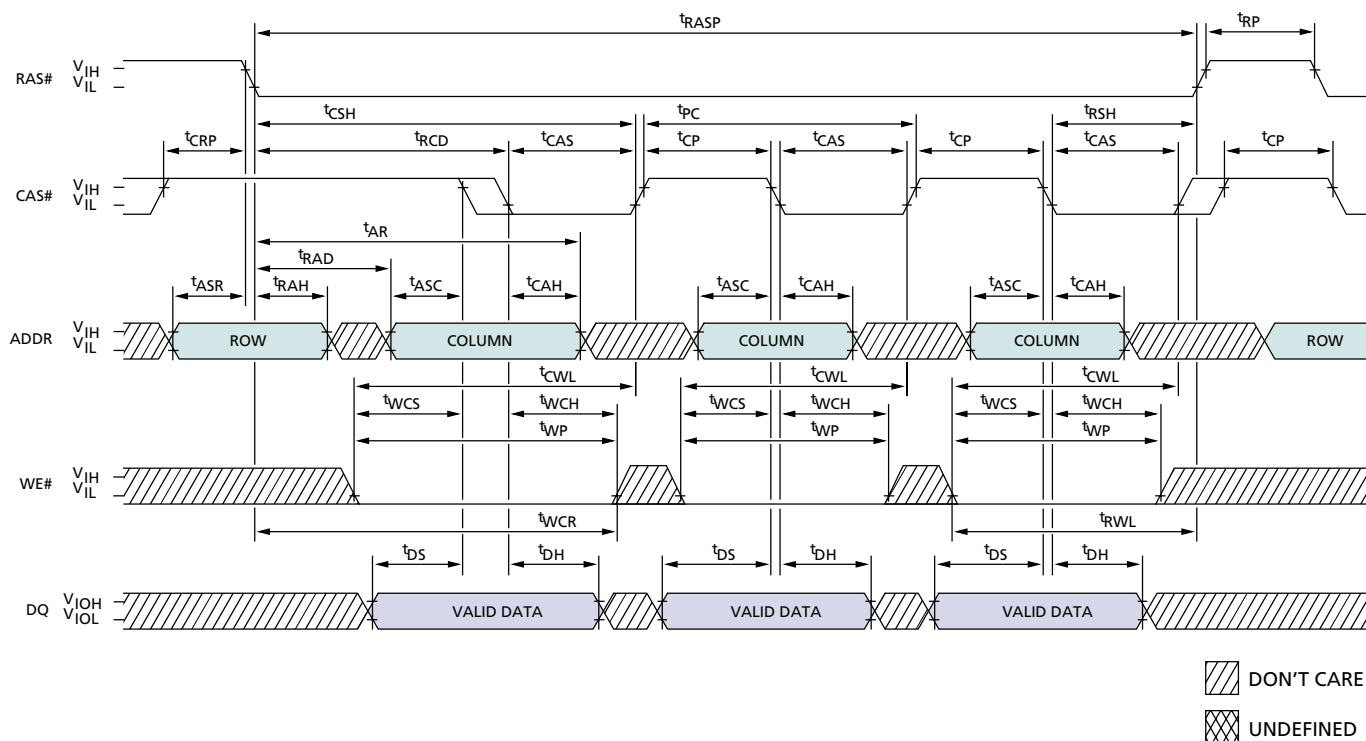 tRASP tRP
RAS# VIH
VIL
tCSH tPC tRSH
tCRP tRCD tCAS tCP tCAS tCP tCAS tCP
CAS# VIH
VIL
tAR
tRAD
tASR tRAH tASC tCAH tASC tCAH tASC tCAH
ADDR VIH
VIL
ROW COLUMN COLUMN COLUMN ROW
tCWL tCWL tCWL
tWCS tWCH tWCS tWCH tWCS tWCH
tWP tWP tWP
WE# VIH
VIL
tWCR tRWL
tDS tDH tDS tDH tDS tDH
DQ VIOH
VIOL
VALID DATA VALID DATA VALID DATA
DON'T CARE
UNDEFINED